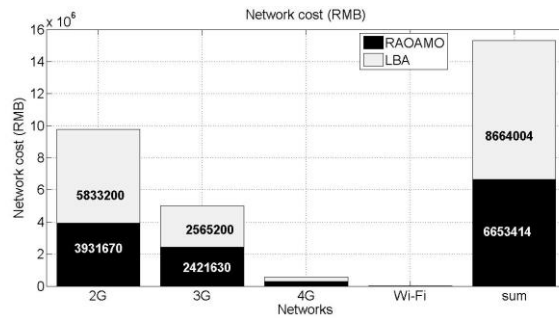 Network cost (RMB)
x 10^6
16
14
12
10
8
6
4
2
0
Network cost (RMB)
RAOAMO
LBA
5833200
3931670
2565200
2421630
8664004
6653414
2G
3G
4G
Wi-Fi
sum
Networks